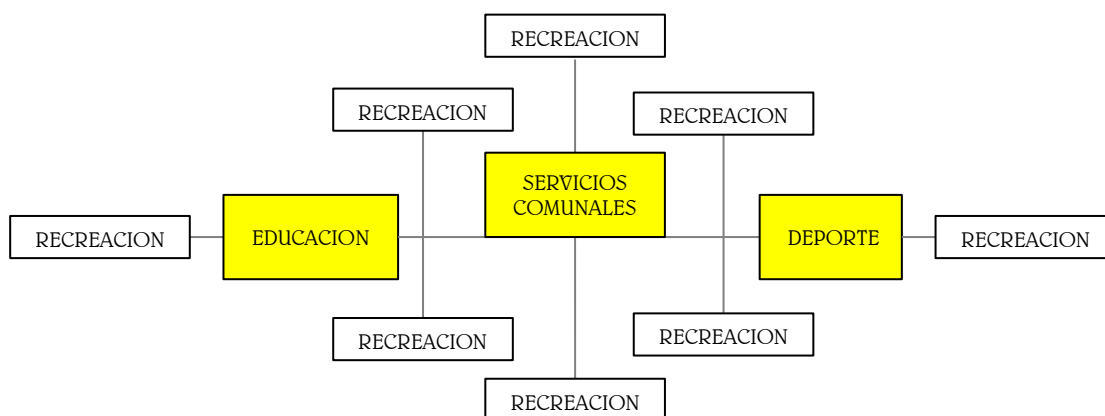 RECREACION
RECREACION
RECREACION
SERVICIOS
COMUNALES
RECREACION
EDUCACION
DEPORTE
RECREACION
RECREACION
RECREACION
RECREACION